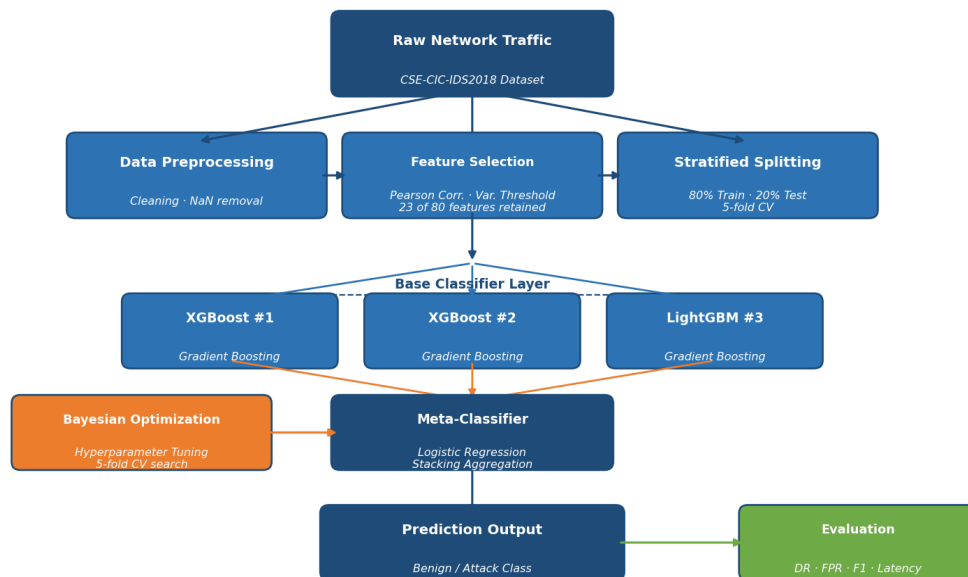 Raw Network Traffic
CSE-CIC-IDS2018 Dataset
Data Preprocessing
Cleaning · NaN removal
Feature Selection
Pearson Corr. · Var. Threshold
23 of 80 features retained
Stratified Splitting
80% Train · 20% Test
5-fold CV
Base Classifier Layer
XGBoost #1
Gradient Boosting
XGBoost #2
Gradient Boosting
LightGBM #3
Gradient Boosting
Bayesian Optimization
Hyperparameter Tuning
5-fold CV search
Meta-Classifier
Logistic Regression
Stacking Aggregation
Prediction Output
Benign / Attack Class
Evaluation
DR · FPR · F1 · Latency